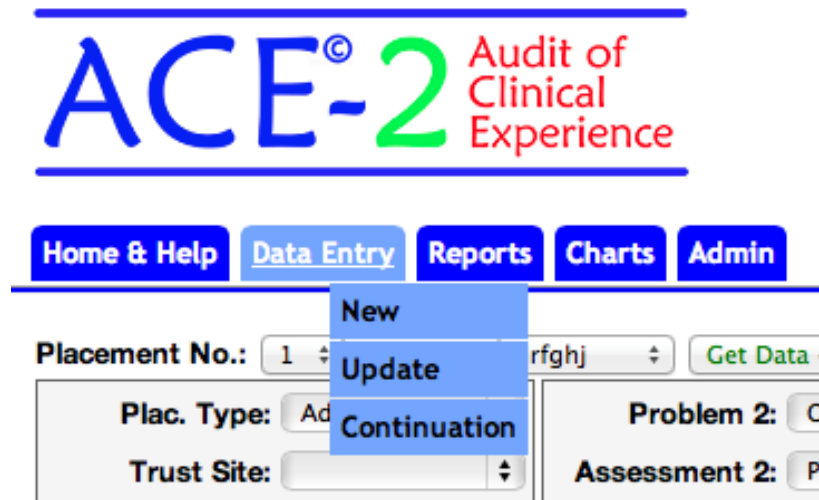 ACE©-2 Audit of
Clinical
Experience
Home & Help Data Entry Reports Charts Admin
New
Placement No.: 1 rfghj Get Data
Update
Plac. Type: Ad Problem 2:
Continuation
Trust Site: Assessment 2: P